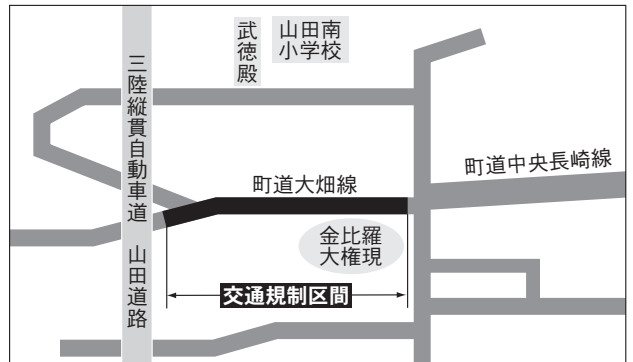 武徳殿
山田南
小学校
三陸縦貫自動車道 山田道路
町道大畑線
町道中央長崎線
金比羅
大権現
交通規制区間